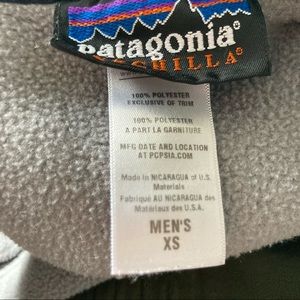 patagonia®
CHILLA®
100% POLYESTER
EXCLUSIVE OF TRIM
100% POLYESTER
A PART LA GARNITURE
MFG DATE AND LOCATION
AT PCPSIA.COM
Made in NICARAGUA of U.S.
Materials
Fabriqué AU NICARAGUA des
Matériaux des U.S.A.
MEN'S
XS